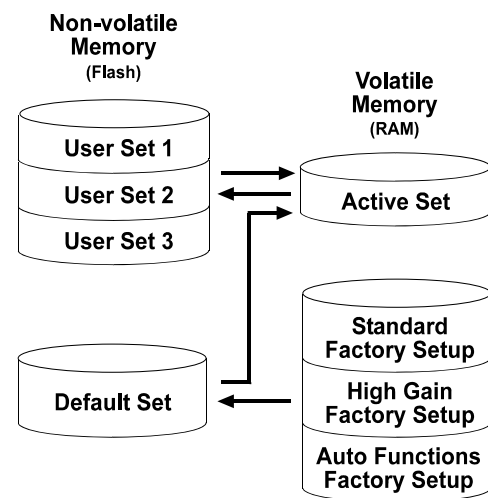 Non-volatile
Memory
(Flash)
User Set 1
User Set 2
User Set 3
Default Set
Volatile
Memory
(RAM)
Active Set
Standard
Factory Setup
High Gain
Factory Setup
Auto Functions
Factory Setup